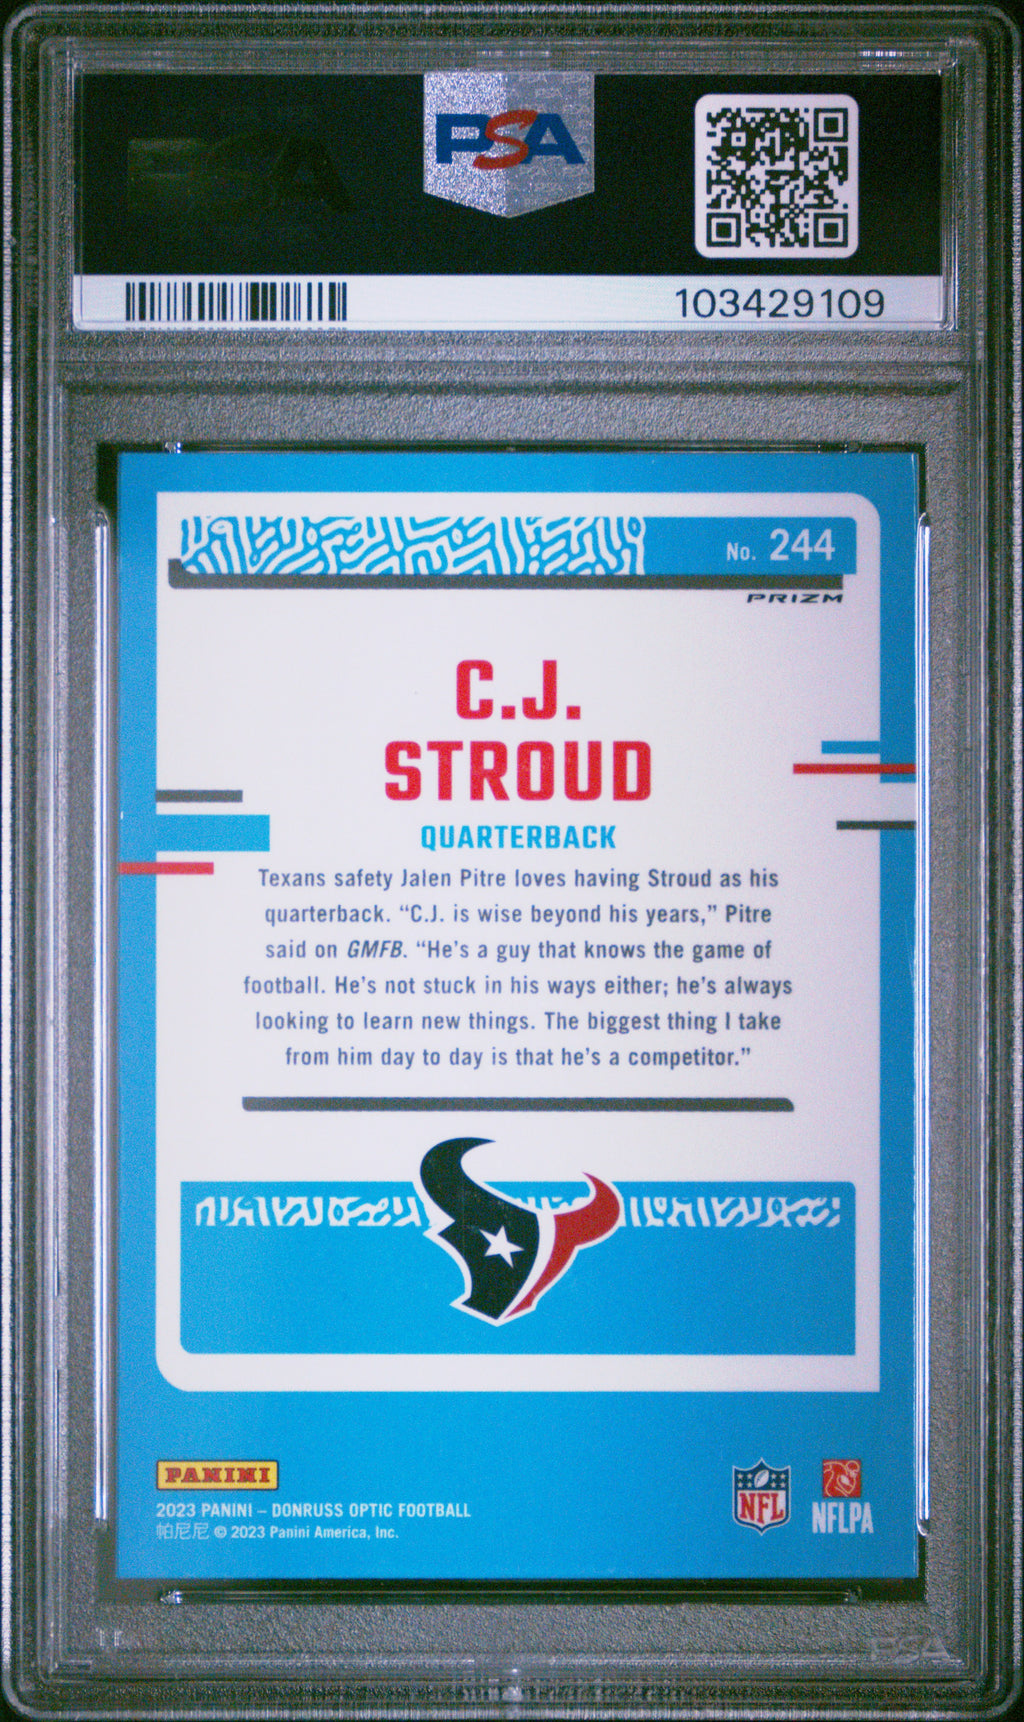 PSA
103429109
No. 244
PRIZM
C.J.
STROUD
QUARTERBACK
Texans safety Jalen Pitre loves having Stroud as his
quarterback. “C.J. is wise beyond his years,” Pitre
said on GMFB. “He’s a guy that knows the game of
football. He’s not stuck in his ways either; he’s always
looking to learn new things. The biggest thing I take
from him day to day is that he’s a competitor.”
PANINI
2023 PANINI – DONRUSS OPTIC FOOTBALL
帕尼尼 © 2023 Panini America, Inc.
NFL
NFLPA
PSA